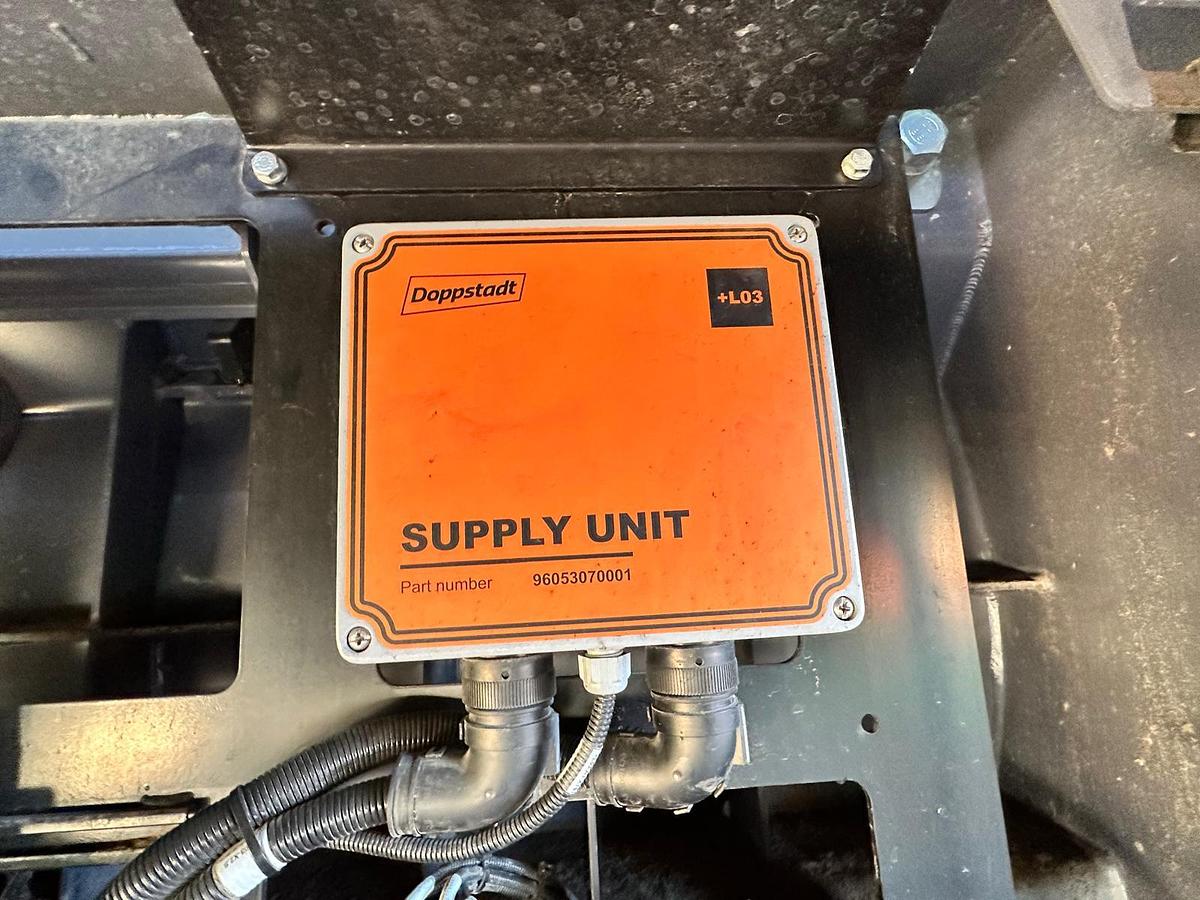 Doppstadt
+L03
SUPPLY UNIT
Part number 96053070001